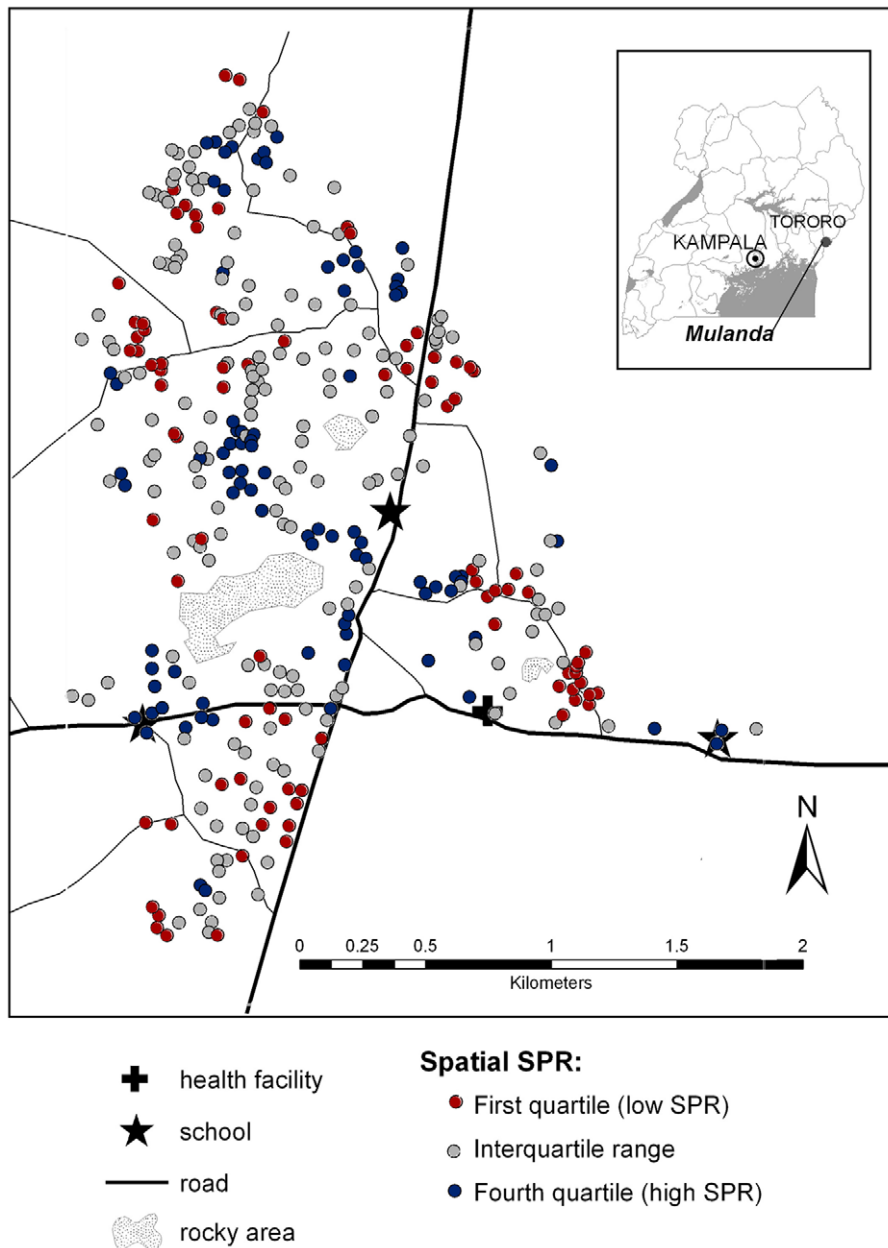 TORORO
KAMPALA
Mulanda
N
0 0.25 0.5 1 1.5 2
Kilometers
health facility
school
road
rocky area
Spatial SPR:
First quartile (low SPR)
Interquartile range
Fourth quartile (high SPR)